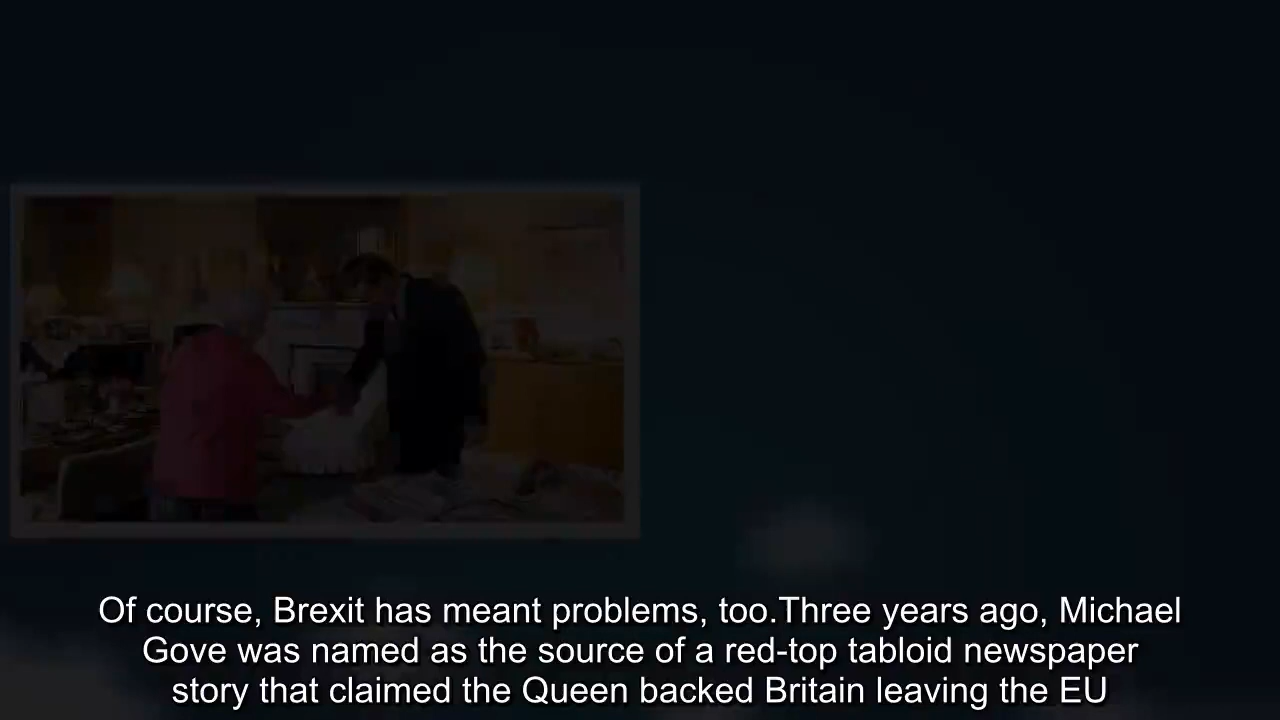 Of course, Brexit has meant problems, too.Three years ago, Michael
Gove was named as the source of a red-top tabloid newspaper
story that claimed the Queen backed Britain leaving the EU